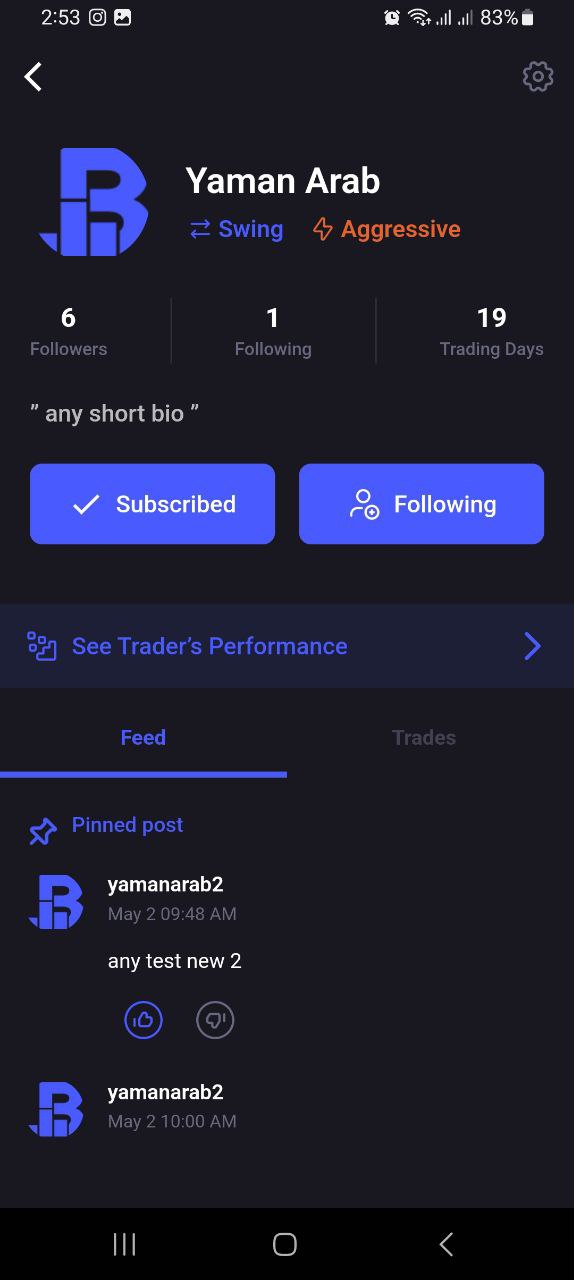 2:53 83%
Yaman Arab
Swing Aggressive
6 1 19
Followers Following Trading Days
” any short bio ”
Subscribed Following
See Trader’s Performance
Feed Trades
Pinned post
yamanarab2
May 2 09:48 AM
any test new 2
yamanarab2
May 2 10:00 AM